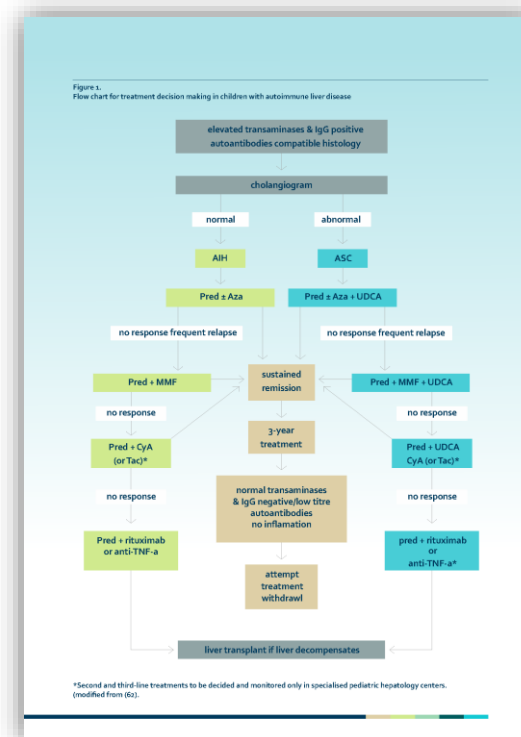 Figure 1.
Flow chart for treatment decision making in children with autoimmune liver disease
elevated transaminases & IgG positive
autoantibodies compatible histology
cholangiogram
normal
abnormal
AIH
ASC
Pred ± Aza
Pred ± Aza + UDCA
no response frequent relapse
no response frequent relapse
sustained
remission
Pred + MMF
Pred + MMF + UDCA
no response
no response
3-year
treatment
Pred + CyA
(or Tac)*
Pred + UDCA
CyA (or Tac)*
normal transaminases
& IgG negative/low titre
autoantibodies
no inflamation
no response
no response
Pred + rituximab
or anti-TNF-a
pred + rituximab
or
anti-TNF-a*
attempt
treatment
withdrawl
liver transplant if liver decompensates
*Second and third-line treatments to be decided and monitored only in specialised pediatric hepatology centers.
(modified from (62).